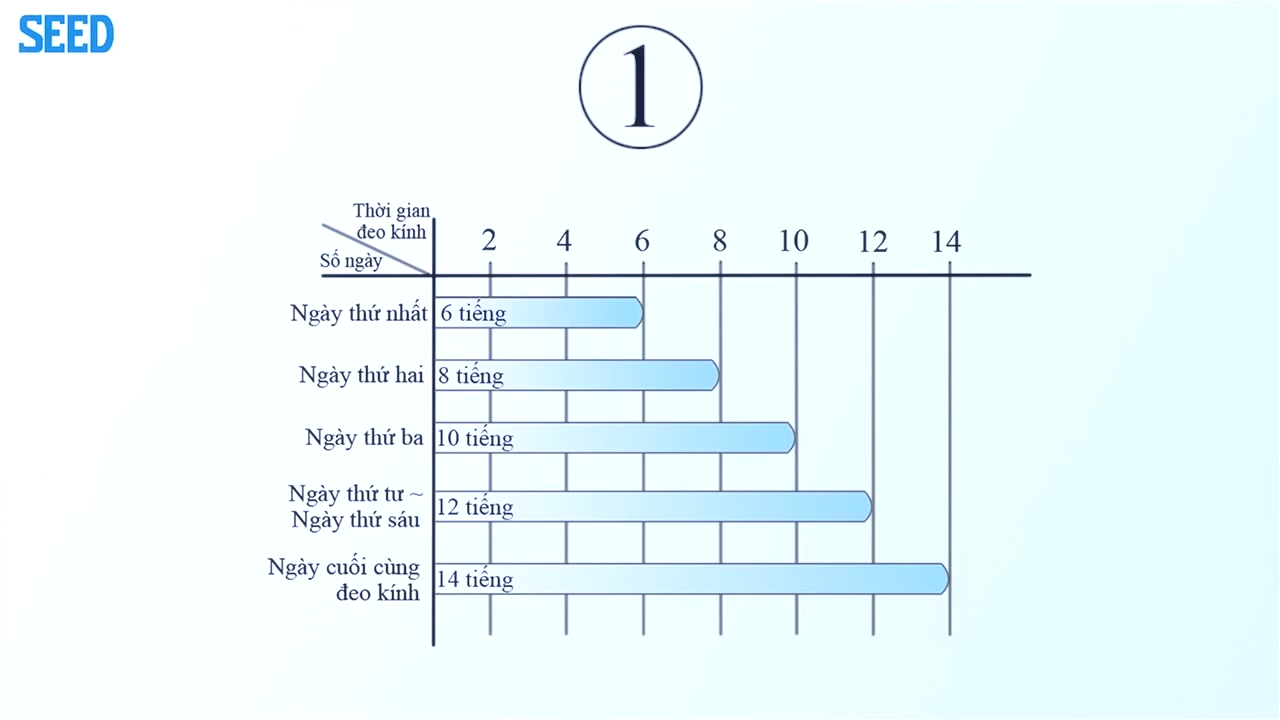 SEED
1
Thời gian
đeo kính
Số ngày
2 4 6 8 10 12 14
Ngày thứ nhất 6 tiếng
Ngày thứ hai 8 tiếng
Ngày thứ ba 10 tiếng
Ngày thứ tư ~
Ngày thứ sáu
12 tiếng
Ngày cuối cùng
đeo kính
14 tiếng